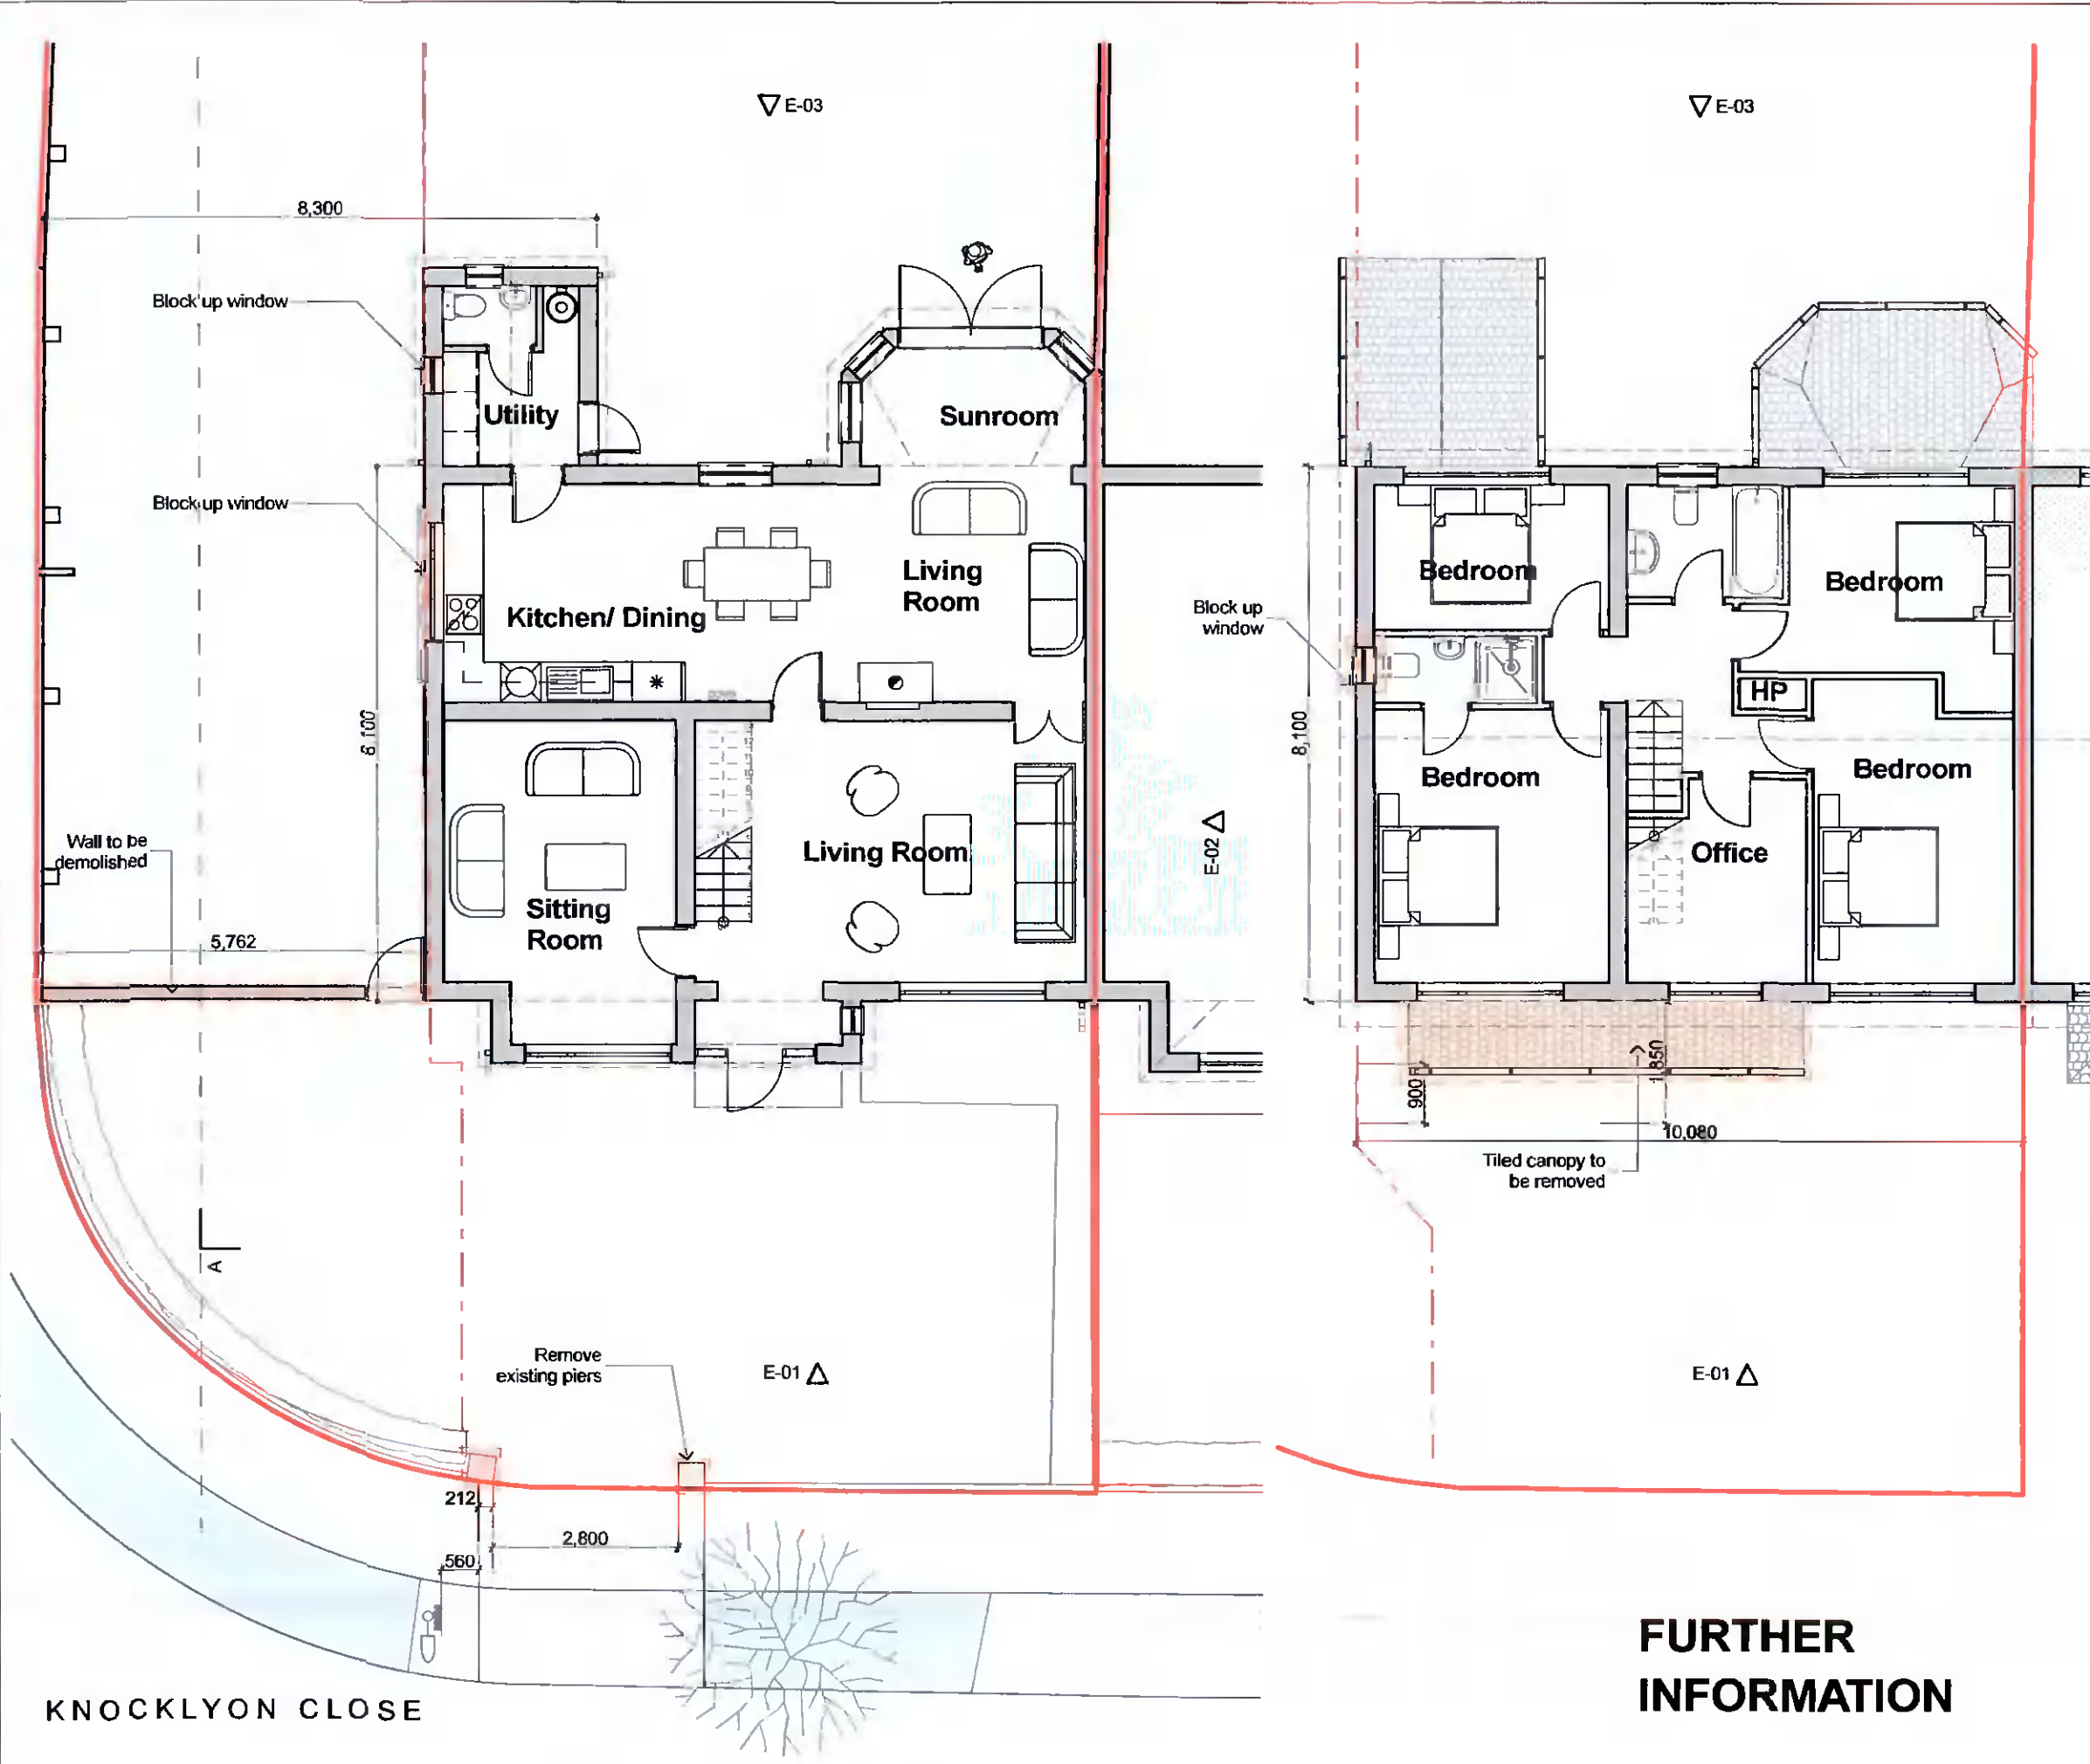 E-03
E-03
8,300
Block up window
Utility
Sunroom
Block up window
Living
Room
Kitchen/ Dining
Bedroom
Bedroom
Block up
window
HP
8,100
8,100
Bedroom
Bedroom
Wall to be
demolished
Living Room
E-02
Office
Sitting
Room
5,762
900
1,850
10,080
Tiled canopy to
be removed
A
Remove
existing piers
E-01
E-01
212
2,800
560
FURTHER
INFORMATION
KNOCKLYON CLOSE